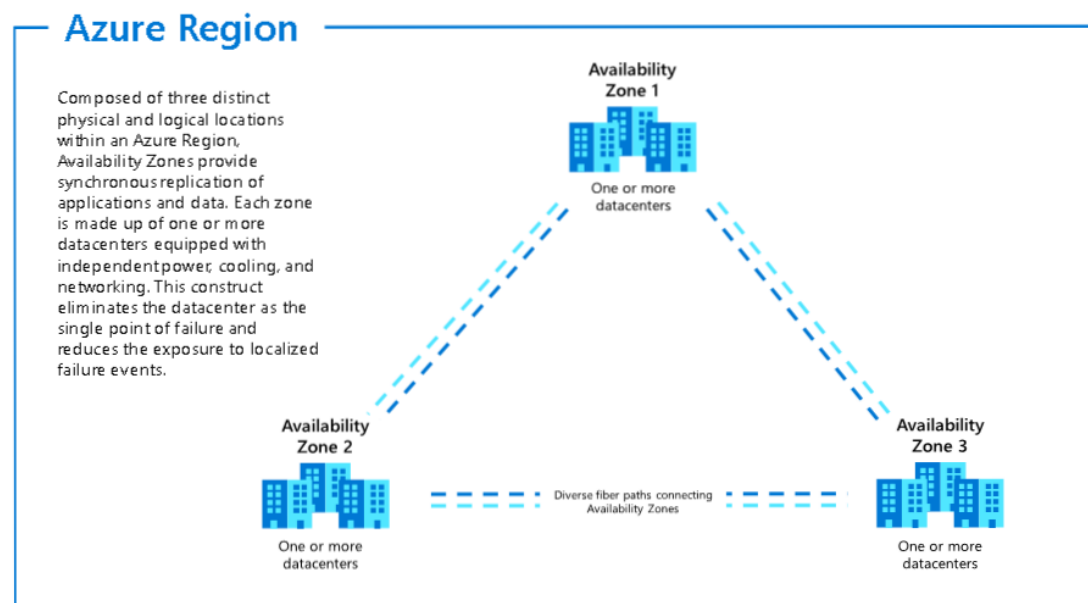 Azure Region
Composed of three distinct
physical and logical locations
within an Azure Region,
Availability Zones provide
synchronous replication of
applications and data. Each zone
is made up of one or more
datacenters equipped with
independent power, cooling, and
networking. This construct
eliminates the datacenter as the
single point of failure and
reduces the exposure to localized
failure events.
Availability
Zone 1
One or more
datacenters
Availability
Zone 2
One or more
datacenters
Diverse fiber paths connecting
Availability Zones
Availability
Zone 3
One or more
datacenters